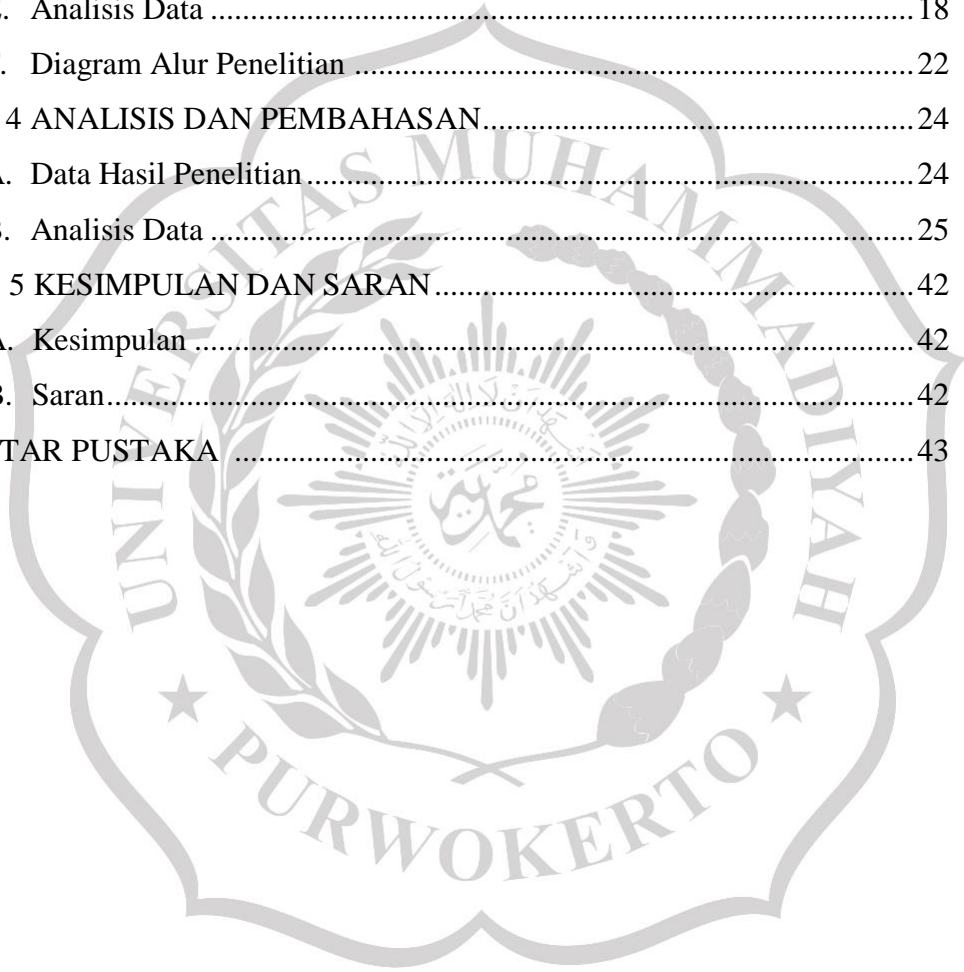 . Analisis Data ........................................................................................ 18
. Diagram Alur Penelitian ...................................................................... 22
4 ANALISIS DAN PEMBAHASAN ...................................................... 24
. Data Hasil Penelitian ............................................................................ 24
. Analisis Data ........................................................................................ 25
5 KESIMPULAN DAN SARAN ............................................................ 42
. Kesimpulan .......................................................................................... 42
. Saran ..................................................................................................... 42
TAR PUSTAKA ..................................................................................... 43
UNIVERSITAS MUHAMMADIYAH
PURWOKERTO